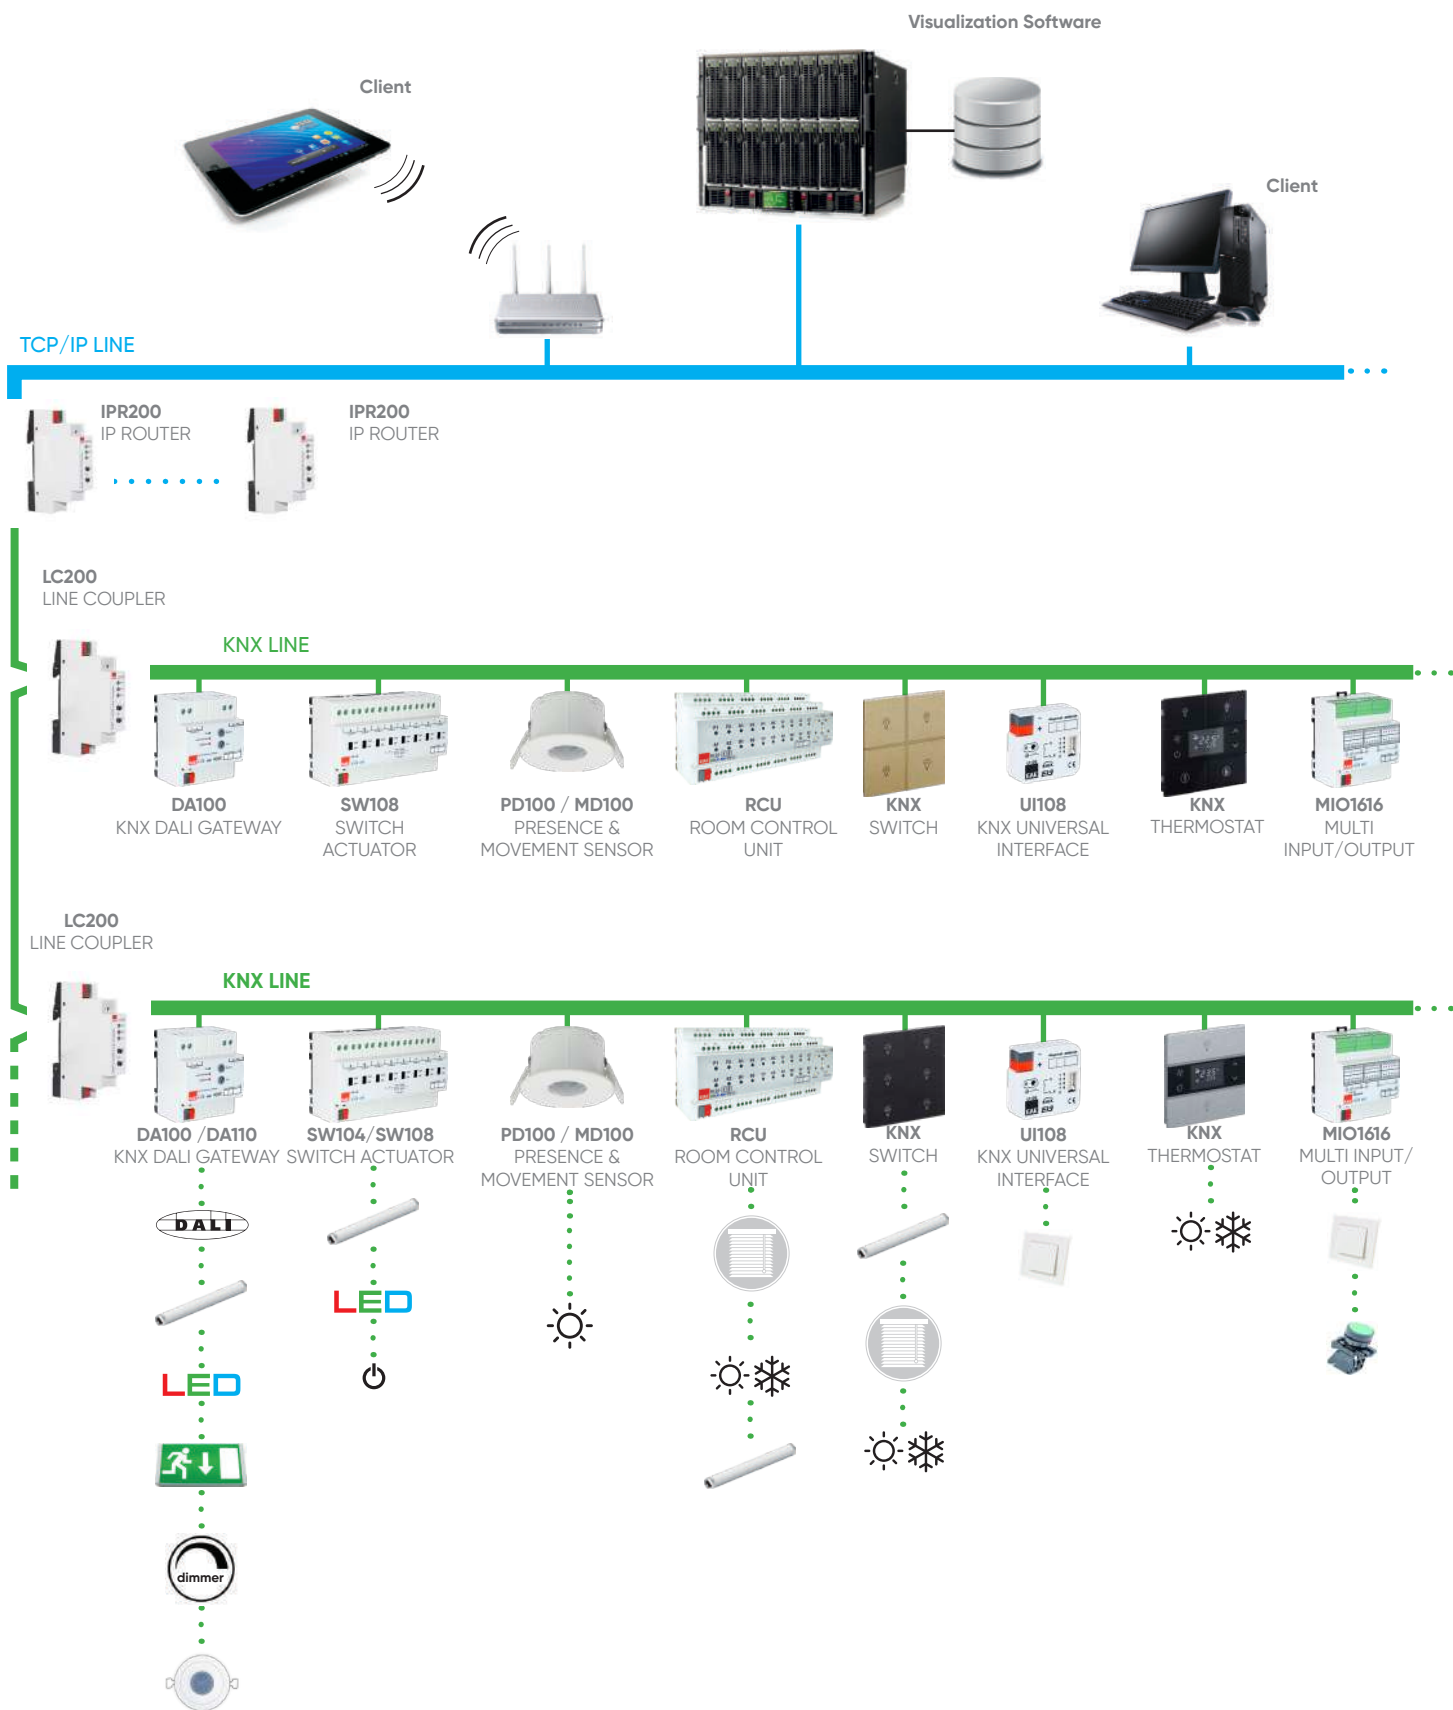 Visualization Software
Client
Client
TCP/IP LINE
IPR200
IP ROUTER
IPR200
IP ROUTER
LC200
LINE COUPLER
KNX LINE
DA100
KNX DALI GATEWAY
SW108
SWITCH
ACTUATOR
PD100 / MD100
PRESENCE &
MOVEMENT SENSOR
RCU
ROOM CONTROL
UNIT
KNX
SWITCH
UI108
KNX UNIVERSAL
INTERFACE
KNX
THERMOSTAT
MIO1616
MULTI
INPUT/OUTPUT
LC200
LINE COUPLER
KNX LINE
DA100 /DA110
KNX DALI GATEWAY
SW104/SW108
SWITCH ACTUATOR
PD100 / MD100
PRESENCE &
MOVEMENT SENSOR
RCU
ROOM CONTROL
UNIT
KNX
SWITCH
UI108
KNX UNIVERSAL
INTERFACE
KNX
THERMOSTAT
MIO1616
MULTI INPUT/
OUTPUT
DALI
LED
LED
dimmer